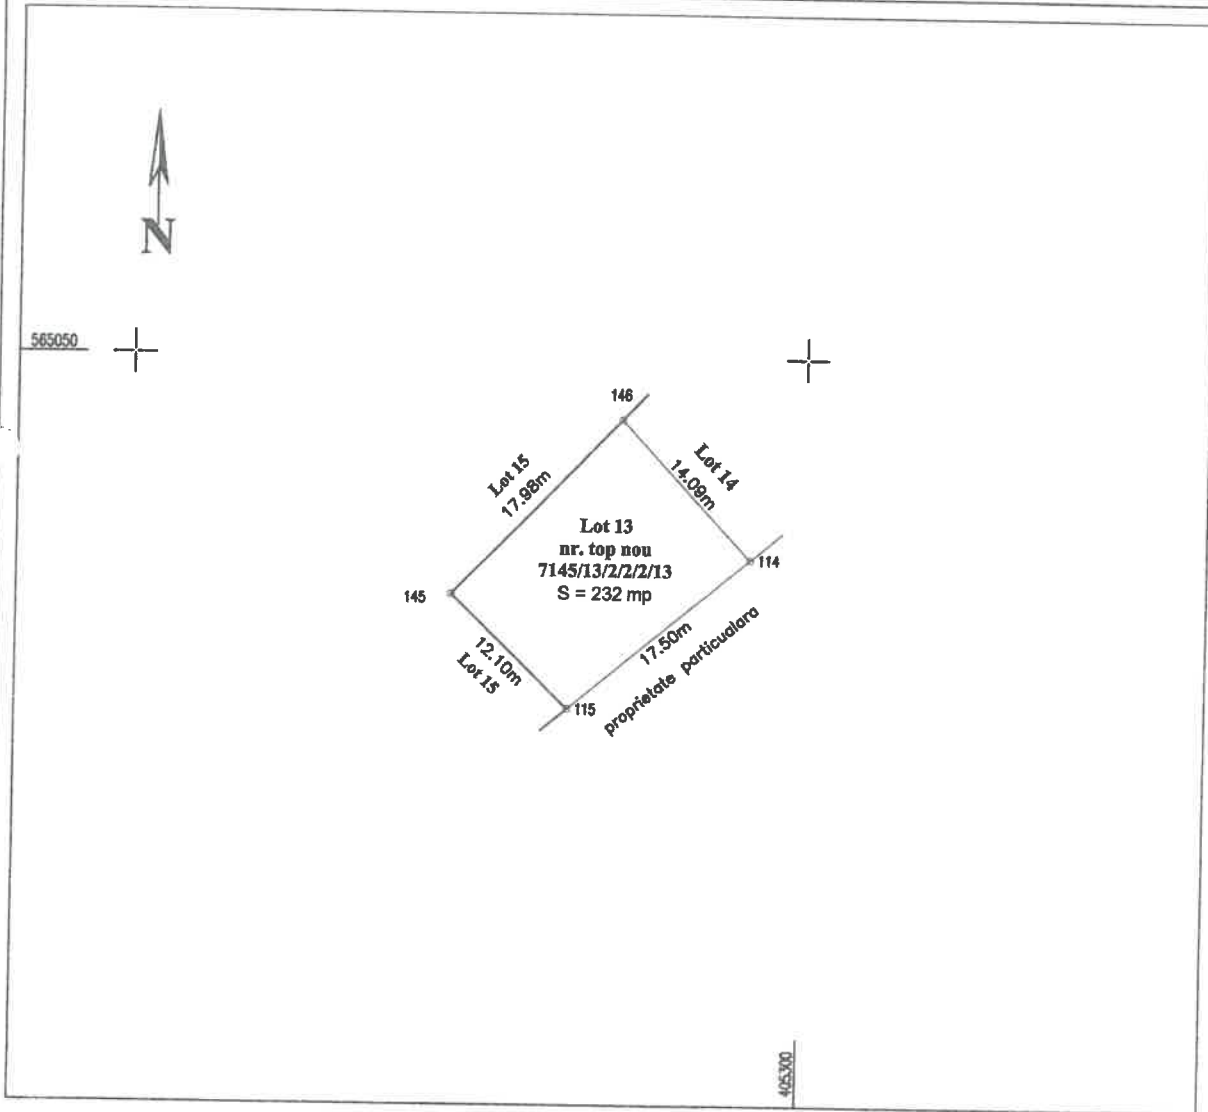 N
565050
146
Lot 15
17.98m
Lot 14
14.09m
Lot 13
nr. top nou
7145/13/2/2/2/13
S = 232 mp
114
145
12.10m
Lot 15
17.50m
proprietate particualara
115
405300